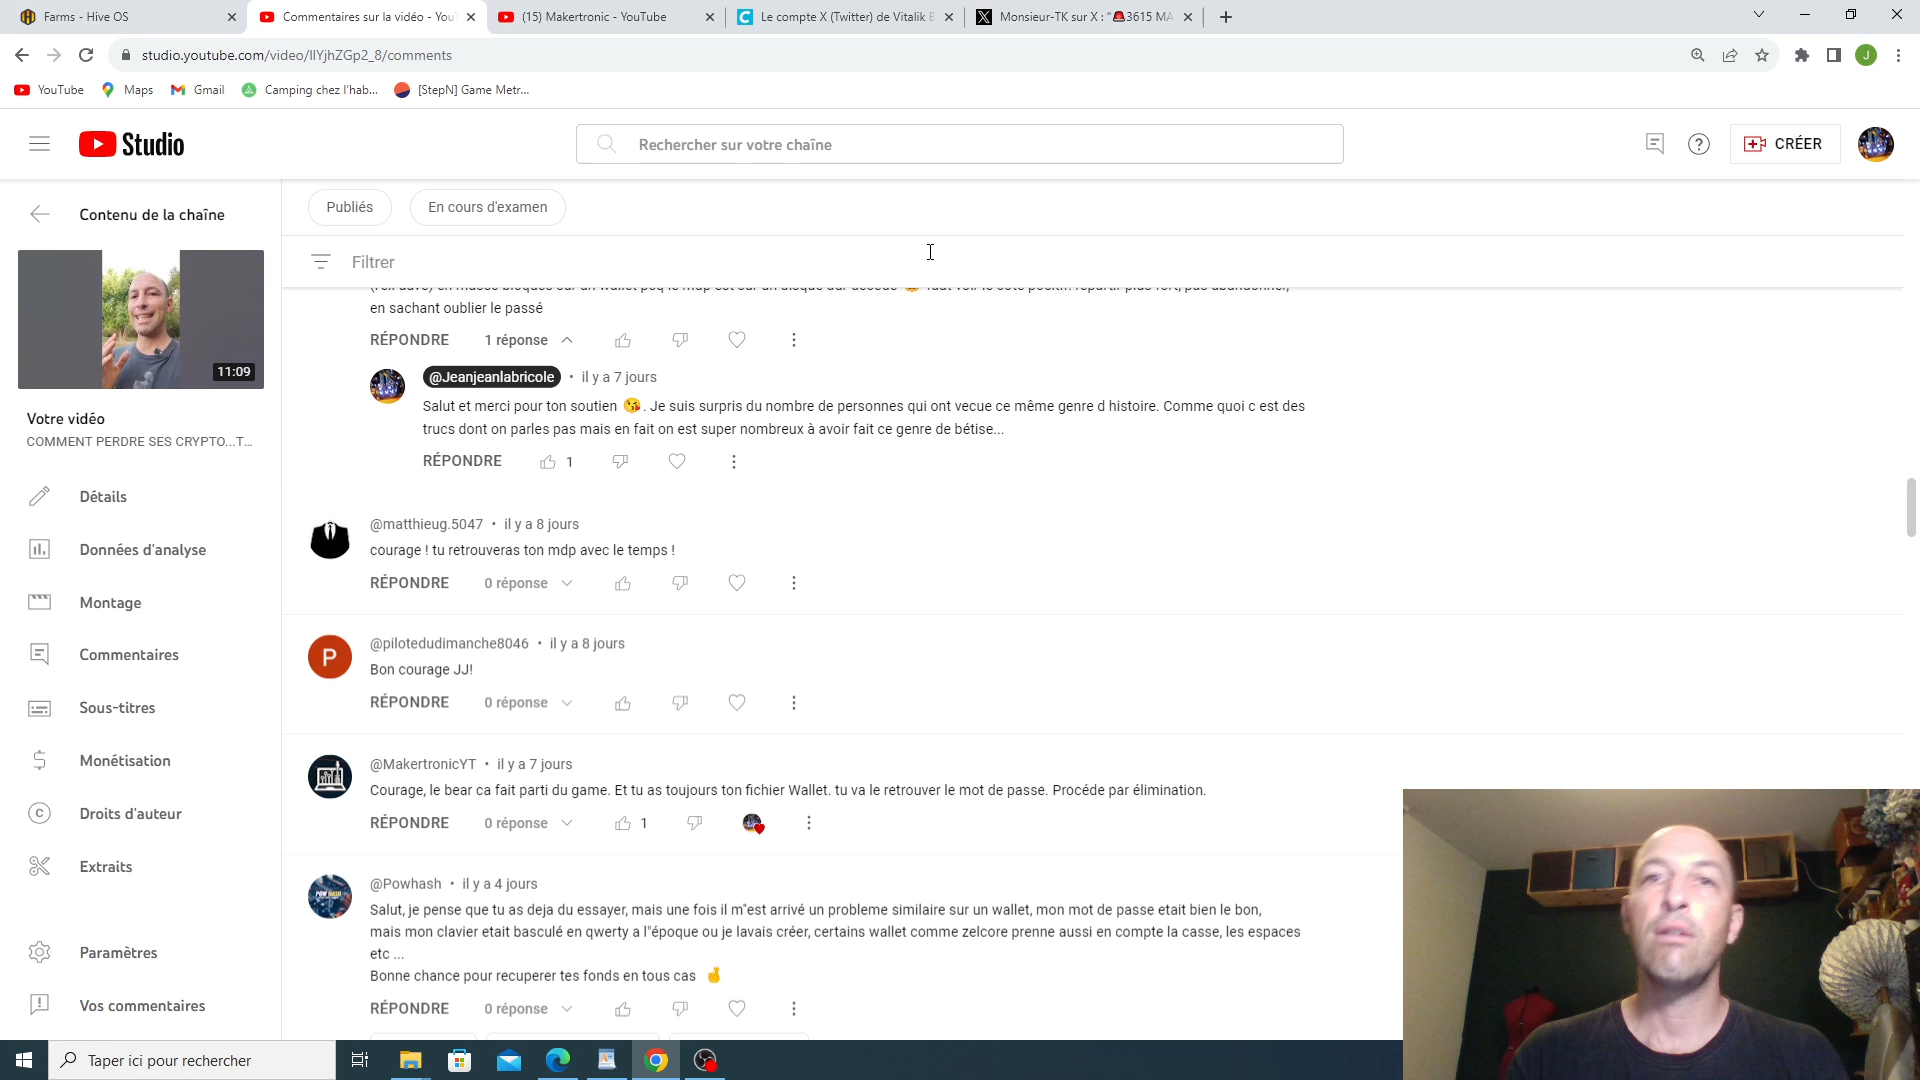 Farms - Hive OS
Commentaires sur la vidéo - You
(15) Makertronic - YouTube
Le compte X (Twitter) de Vitalik B
Monsieur-TK sur X : "🚨3615 MA
studio.youtube.com/video/IlYjhZGp2_8/comments
J
YouTube
Maps
Gmail
Camping chez l'hab...
[StepN] Game Metr...
Studio
Rechercher sur votre chaîne
CRÉER
Contenu de la chaîne
Publiés
En cours d'examen
Filtrer
11:09
Votre vidéo
COMMENT PERDRE SES CRYPTO...T...
Détails
Données d'analyse
Montage
Commentaires
Sous-titres
Monétisation
Droits d'auteur
Extraits
Paramètres
Vos commentaires
en sachant oublier le passé
RÉPONDRE 1 réponse
@Jeanjeanlabricole • il y a 7 jours
Salut et merci pour ton soutien 😘. Je suis surpris du nombre de personnes qui ont vecue ce même genre d histoire. Comme quoi c est des
trucs dont on parles pas mais en fait on est super nombreux à avoir fait ce genre de bétise...
RÉPONDRE 1
@matthieug.5047 • il y a 8 jours
courage ! tu retrouveras ton mdp avec le temps !
RÉPONDRE 0 réponse
P
@pilotedudimanche8046 • il y a 8 jours
Bon courage JJ!
RÉPONDRE 0 réponse
@MakertronicYT • il y a 7 jours
Courage, le bear ca fait parti du game. Et tu as toujours ton fichier Wallet. tu va le retrouver le mot de passe. Procéde par élimination.
RÉPONDRE 0 réponse 1
@Powhash • il y a 4 jours
Salut, je pense que tu as deja du essayer, mais une fois il m"est arrivé un probleme similaire sur un wallet, mon mot de passe etait bien le bon,
mais mon clavier etait basculé en qwerty a l"époque ou je lavais créer, certains wallet comme zelcore prenne aussi en compte la casse, les espaces
etc ...
Bonne chance pour recuperer tes fonds en tous cas 🤞
RÉPONDRE 0 réponse
Taper ici pour rechercher